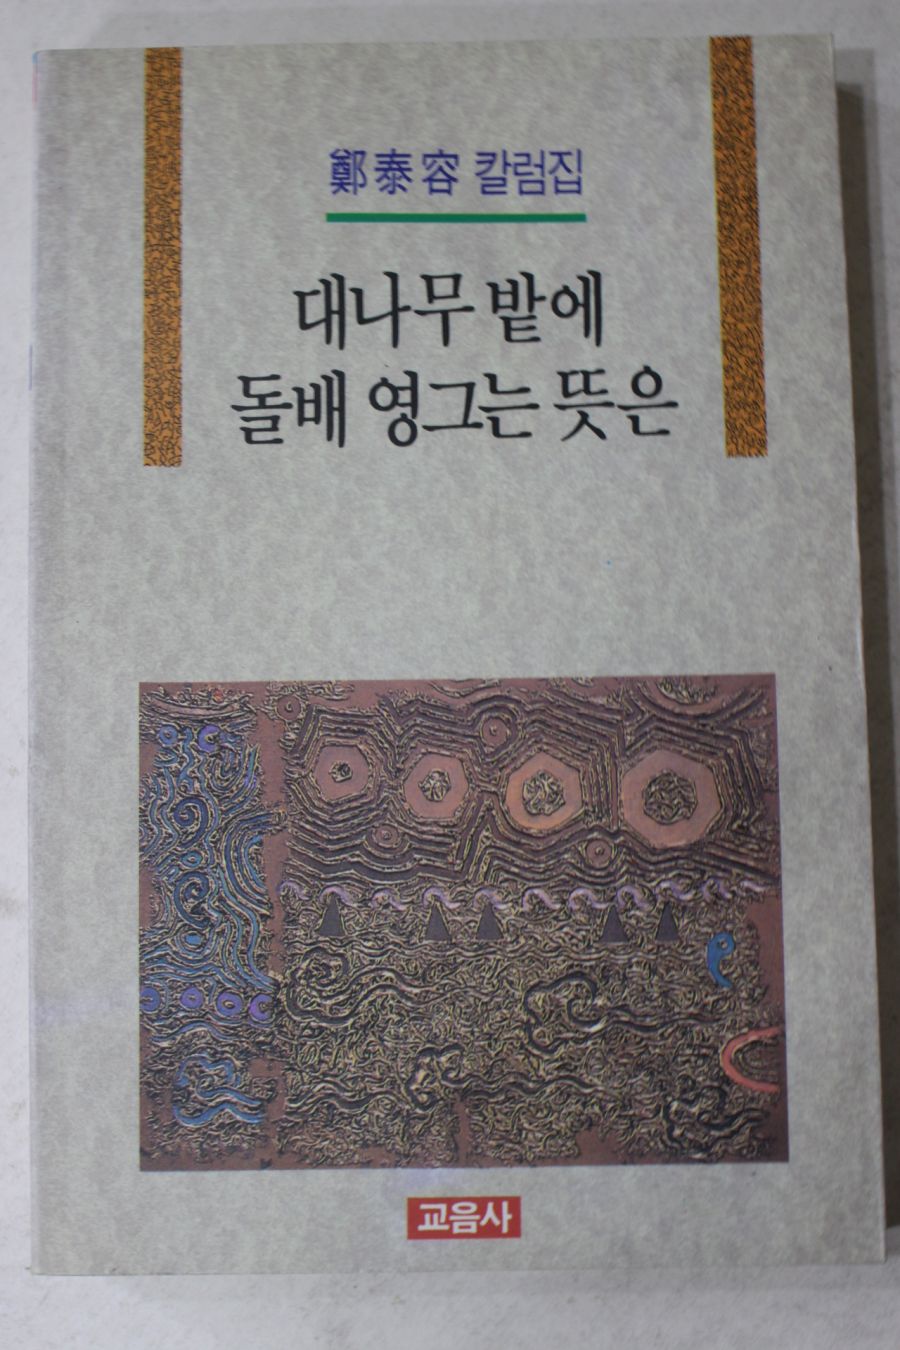 鄭泰容 칼럼집
대나무 밭에
돌배 영그는 뜻은
교음사